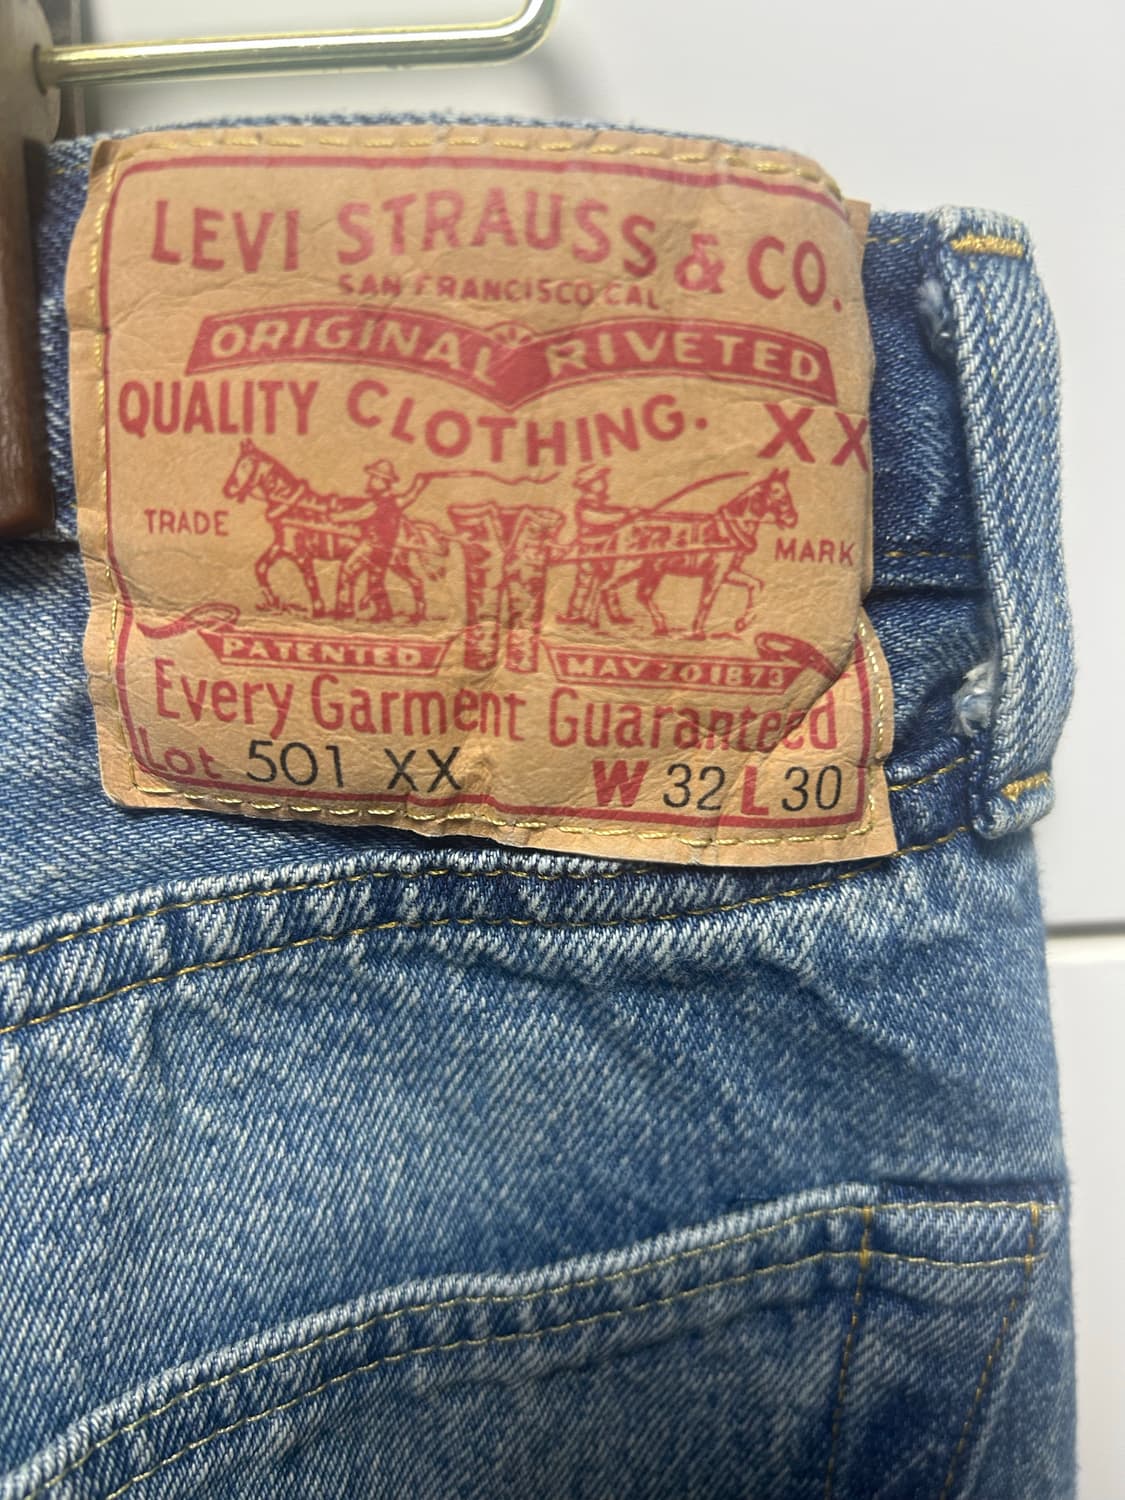 LEVI STRAUSS & CO.
SAN FRANCISCO CAL.
ORIGINAL RIVETED
QUALITY CLOTHING. XX
TRADE MARK
PATENTED MAY 20 1873
Every Garment Guaranteed
Lot 501 XX W 32 L 30